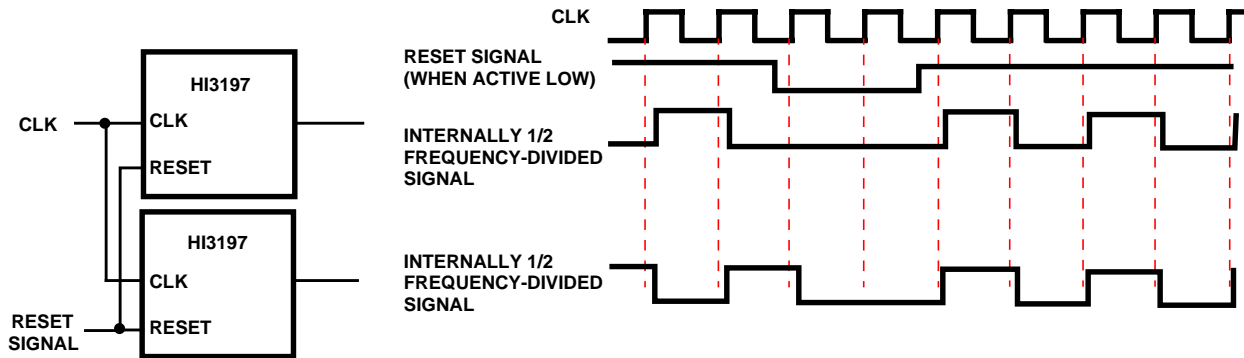 HI3197
CLK
CLK
RESET
HI3197
CLK
RESET
SIGNAL
RESET
CLK
RESET SIGNAL
(WHEN ACTIVE LOW)
INTERNALLY 1/2
FREQUENCY-DIVIDED
SIGNAL
INTERNALLY 1/2
FREQUENCY-DIVIDED
SIGNAL